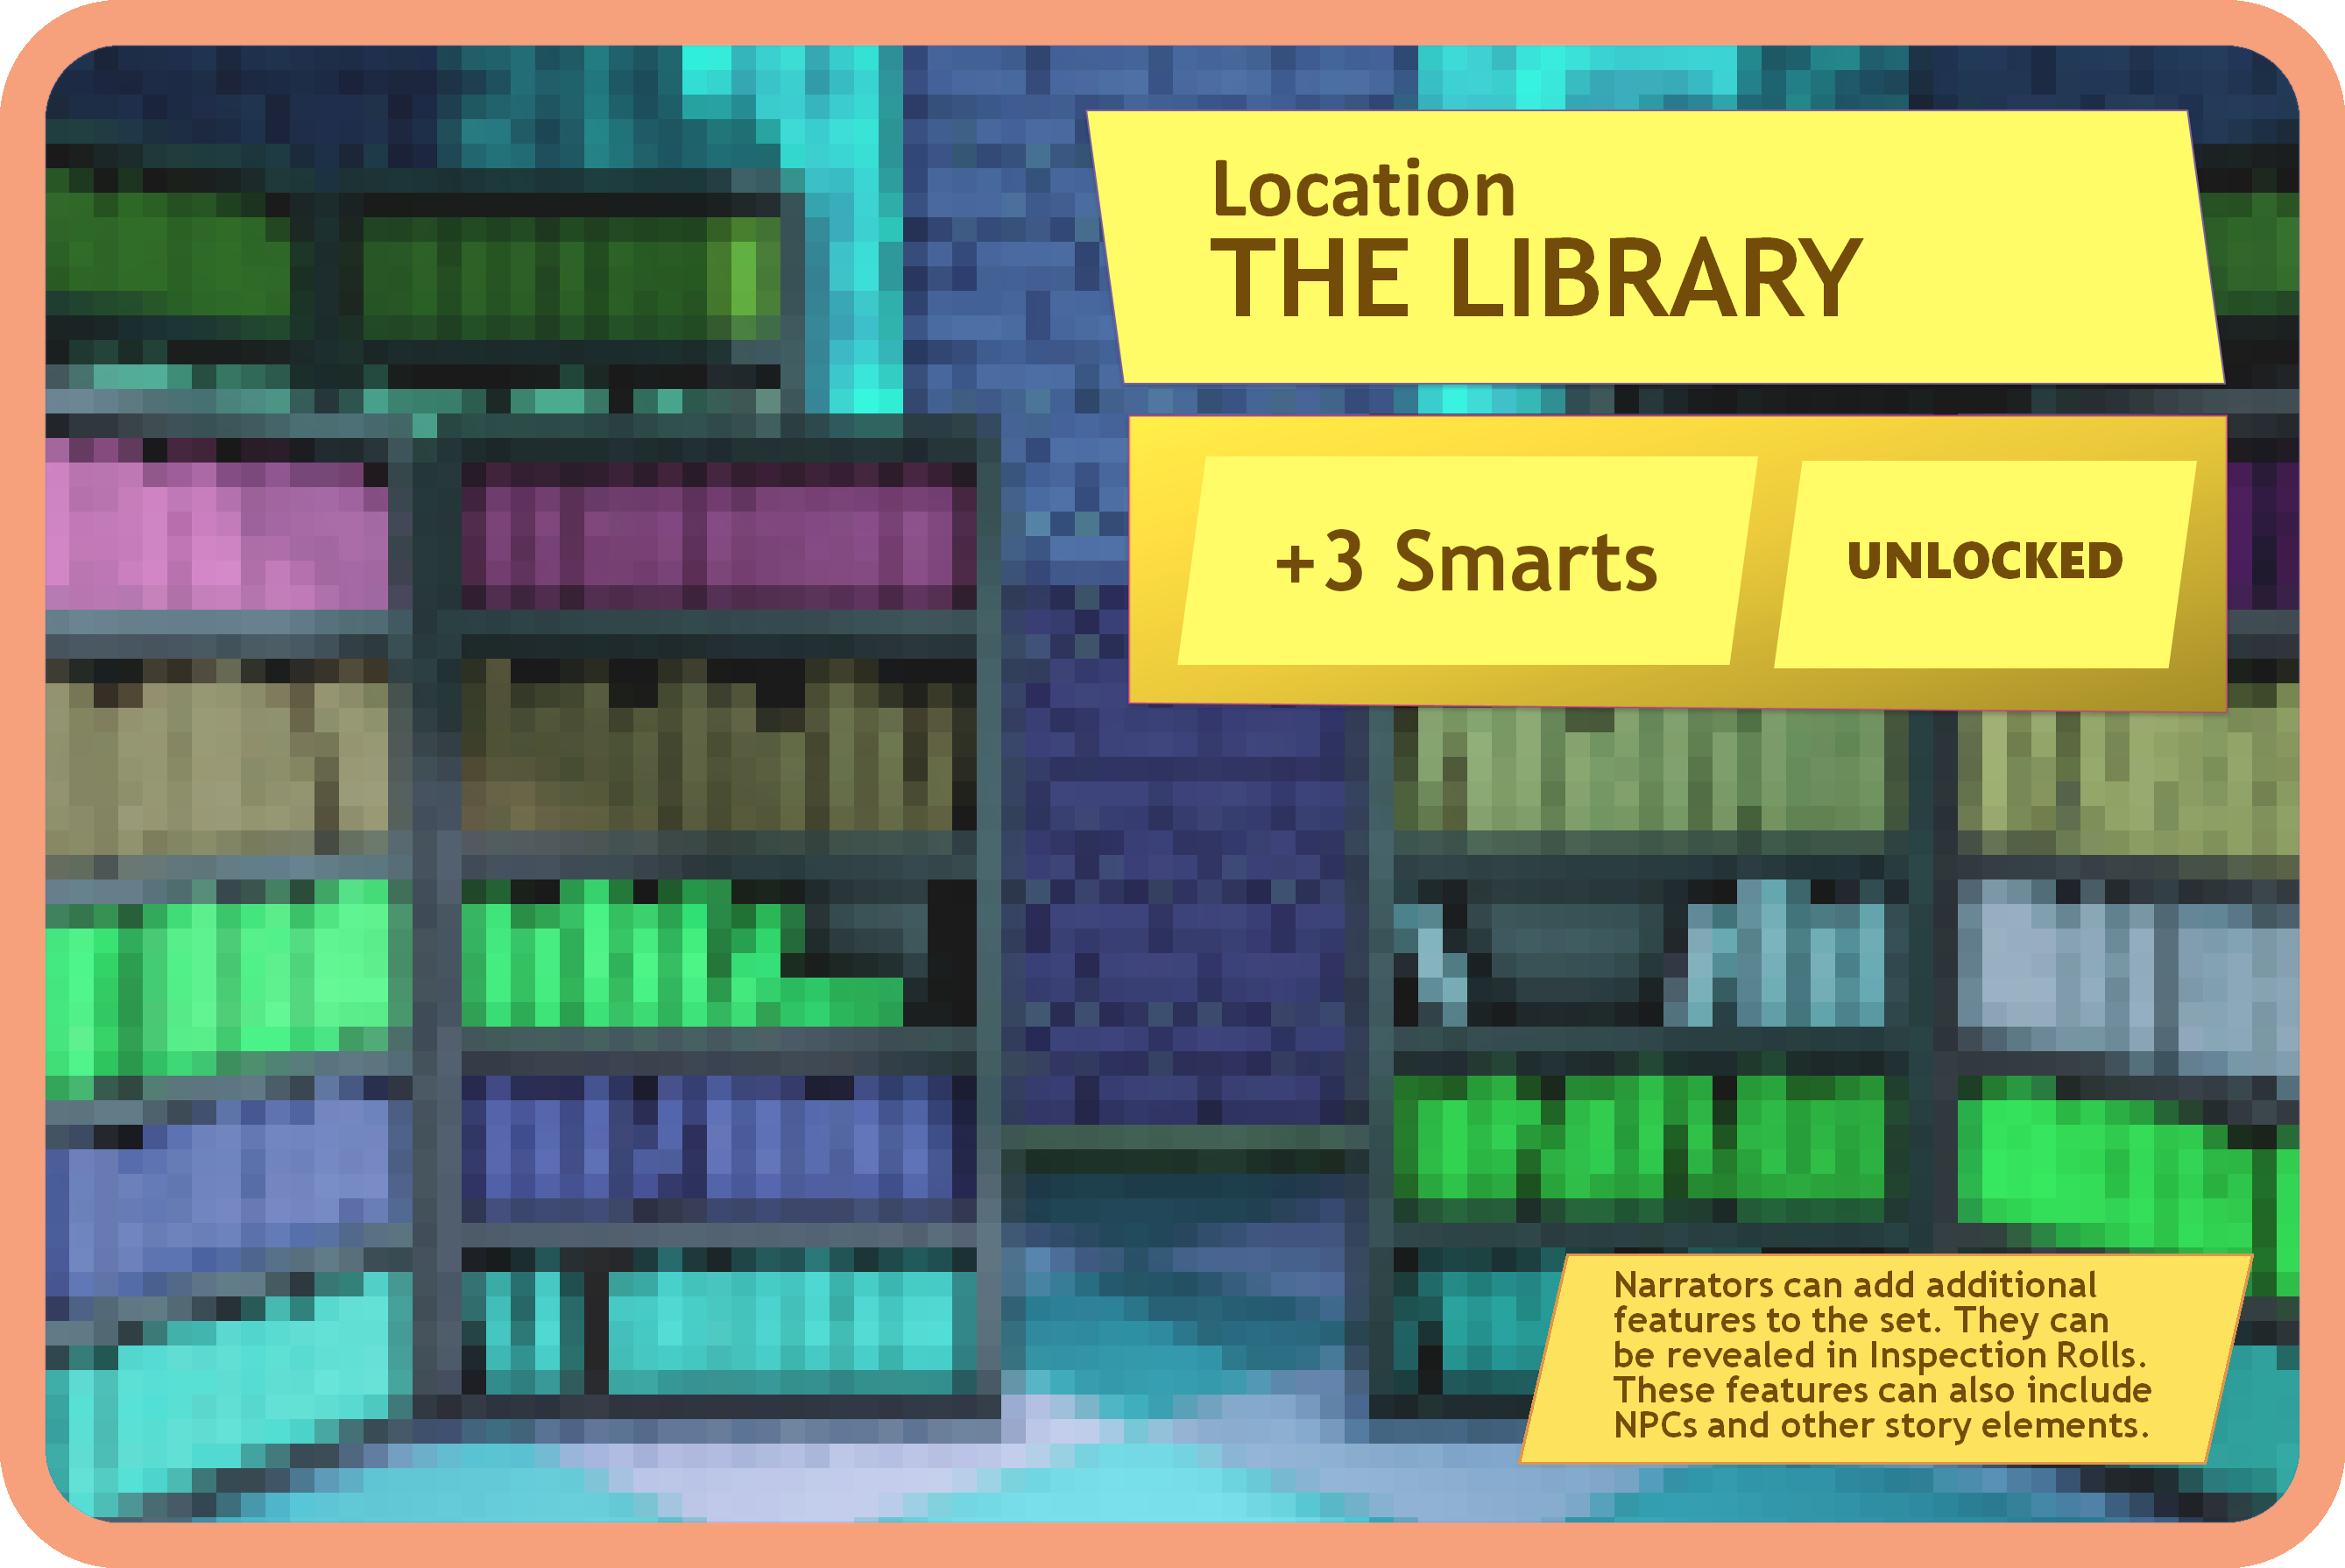 Location
THE LIBRARY
+3 Smarts
UNLOCKED
Narrators can add additional
features to the set. They can
be revealed in Inspection Rolls.
These features can also include
NPCs and other story elements.